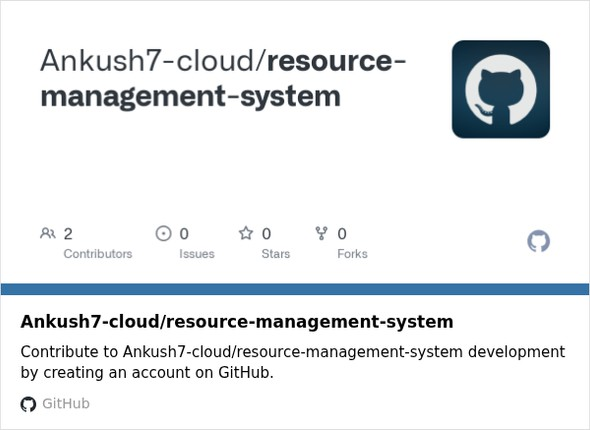 Ankush7-cloud/resource-
management-system
2
Contributors
0
Issues
0
Stars
0
Forks
Ankush7-cloud/resource-management-system
Contribute to Ankush7-cloud/resource-management-system development
by creating an account on GitHub.
GitHub